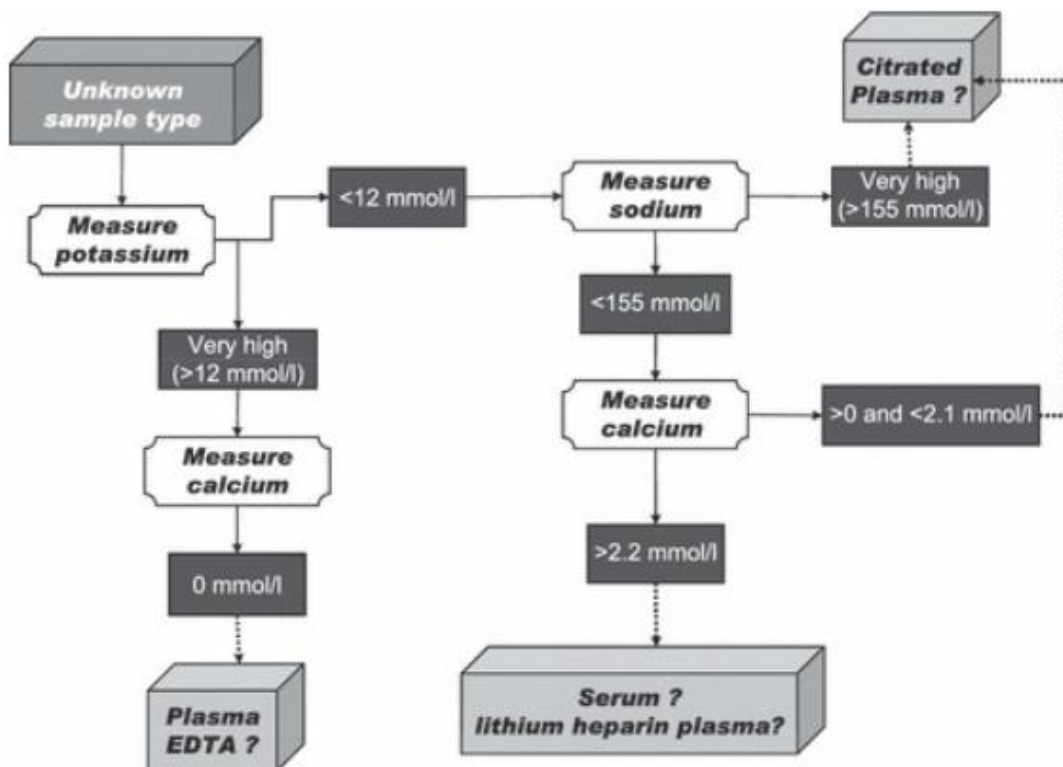 Unknown
sample type
Citrated
Plasma ?
<12 mmol/l
Measure
sodium
Very high
(>155 mmol/l)
Measure
potassium
<155 mmol/l
Very high
(>12 mmol/l)
Measure
calcium
>0 and <2.1 mmol/l
Measure
calcium
>2.2 mmol/l
0 mmol/l
Plasma
EDTA ?
Serum ?
lithium heparin plasma?